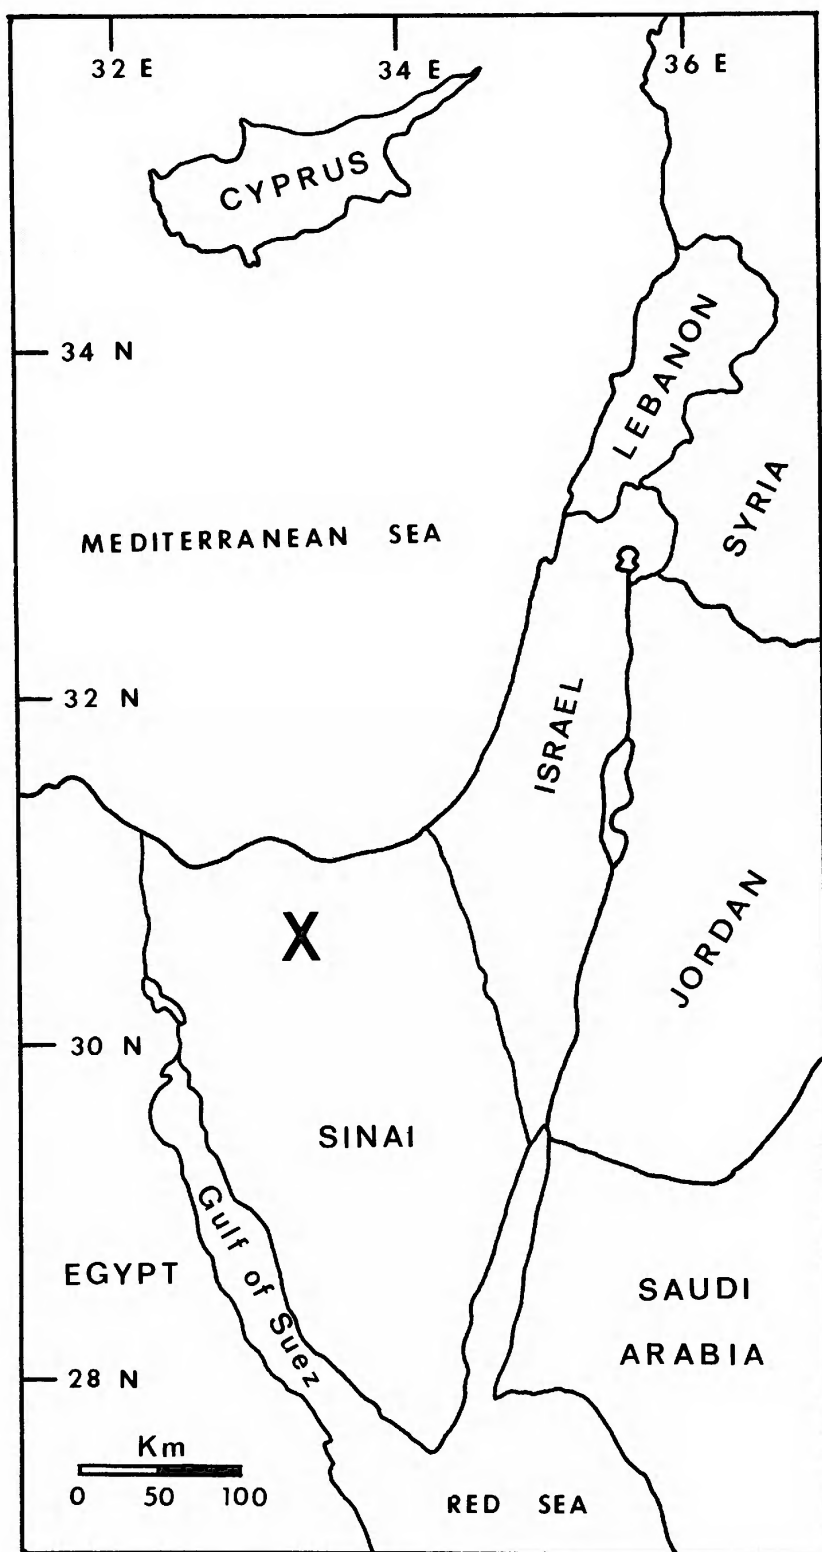 32 E 34 E 36 E
CYPRUS
34 N
LEBANON
SYRIA
MEDITERRANEAN SEA
32 N
ISRAEL
JORDAN
X
30 N
SINAI
Gulf of Suez
EGYPT
SAUDI
ARABIA
28 N
Km
0 50 100
RED SEA